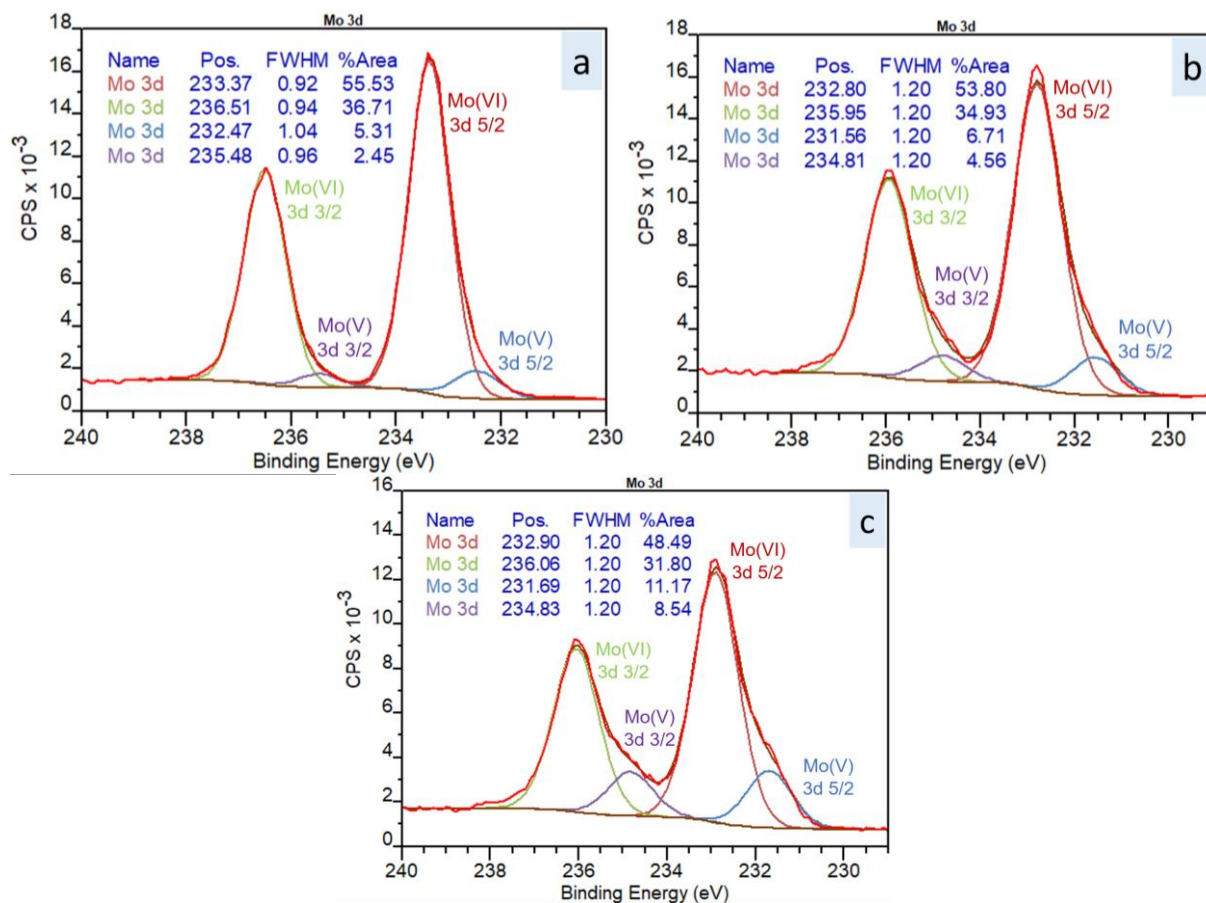 Mo 3d
a
Name Pos. FWHM %Area
Mo 3d 233.37 0.92 55.53
Mo 3d 236.51 0.94 36.71
Mo 3d 232.47 1.04 5.31
Mo 3d 235.48 0.96 2.45
Mo(VI)
3d 5/2
Mo(VI)
3d 3/2
Mo(V)
3d 3/2
Mo(V)
3d 5/2
CPS x 10⁻³
18
16
14
12
10
8
6
4
2
0
240 238 236 234 232 230
Binding Energy (eV)
Mo 3d
b
Name Pos. FWHM %Area
Mo 3d 232.80 1.20 53.80
Mo 3d 235.95 1.20 34.93
Mo 3d 231.56 1.20 6.71
Mo 3d 234.81 1.20 4.56
Mo(VI)
3d 5/2
Mo(VI)
3d 3/2
Mo(V)
3d 3/2
Mo(V)
3d 5/2
CPS x 10⁻³
18
16
14
12
10
8
6
4
2
0
240 238 236 234 232 230
Binding Energy (eV)
Mo 3d
c
Name Pos. FWHM %Area
Mo 3d 232.90 1.20 48.49
Mo 3d 236.06 1.20 31.80
Mo 3d 231.69 1.20 11.17
Mo 3d 234.83 1.20 8.54
Mo(VI)
3d 5/2
Mo(VI)
3d 3/2
Mo(V)
3d 3/2
Mo(V)
3d 5/2
CPS x 10⁻³
16
14
12
10
8
6
4
2
0
240 238 236 234 232 230
Binding Energy (eV)